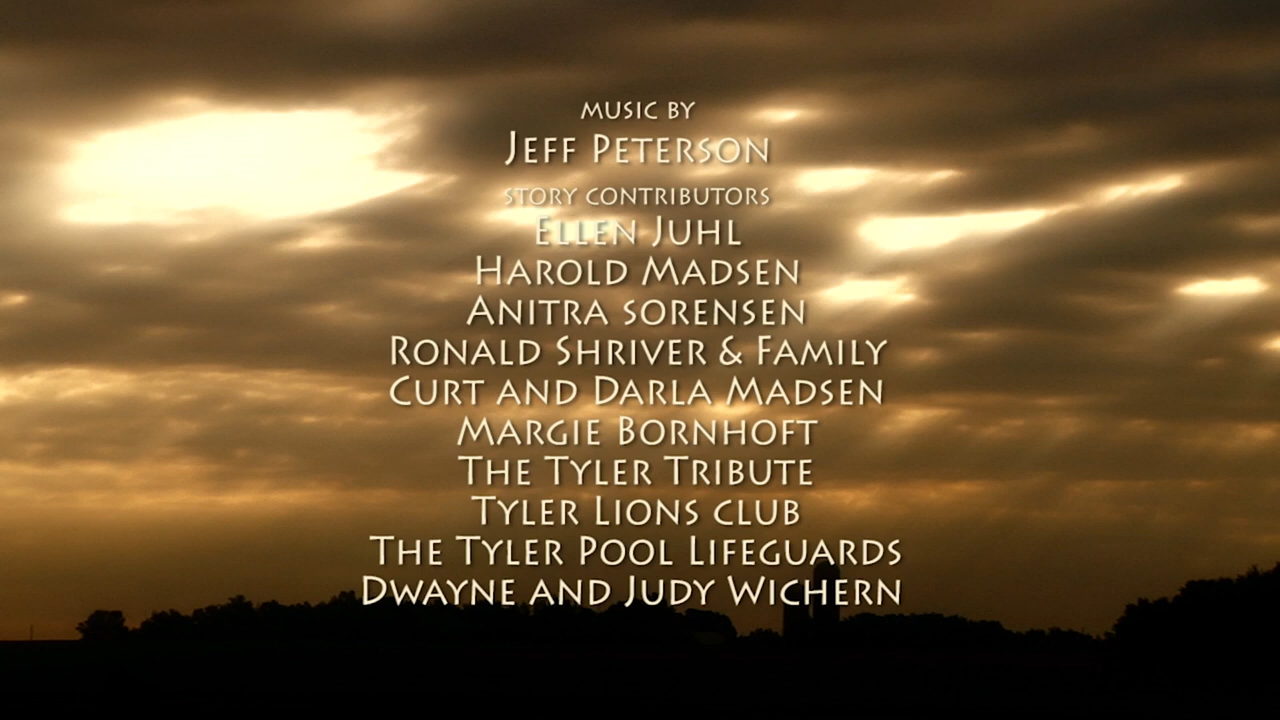 MUSIC BY
JEFF PETERSON
STORY CONTRIBUTORS
ELLEN JUHL
HAROLD MADSEN
ANITRA SORENSEN
RONALD SHRIVER & FAMILY
CURT AND DARLA MADSEN
MARGIE BORNHOFT
THE TYLER TRIBUTE
TYLER LIONS CLUB
THE TYLER POOL LIFEGUARDS
DWAYNE AND JUDY WICHERN